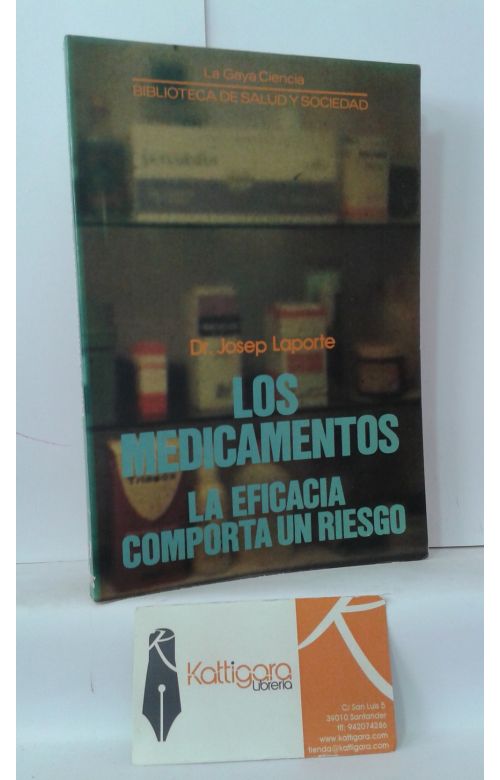 La Gaya Ciencia
BIBLIOTECA DE SALUD Y SOCIEDAD
Dr. Josep Laporte
LOS
MEDICAMENTOS
LA EFICACIA
COMPORTA UN RIESGO
Kattigara
Librería
C/ San Luis 5
39010 Santander
tlf: 942074286
www.kattigara.com
tienda@kattigara.com